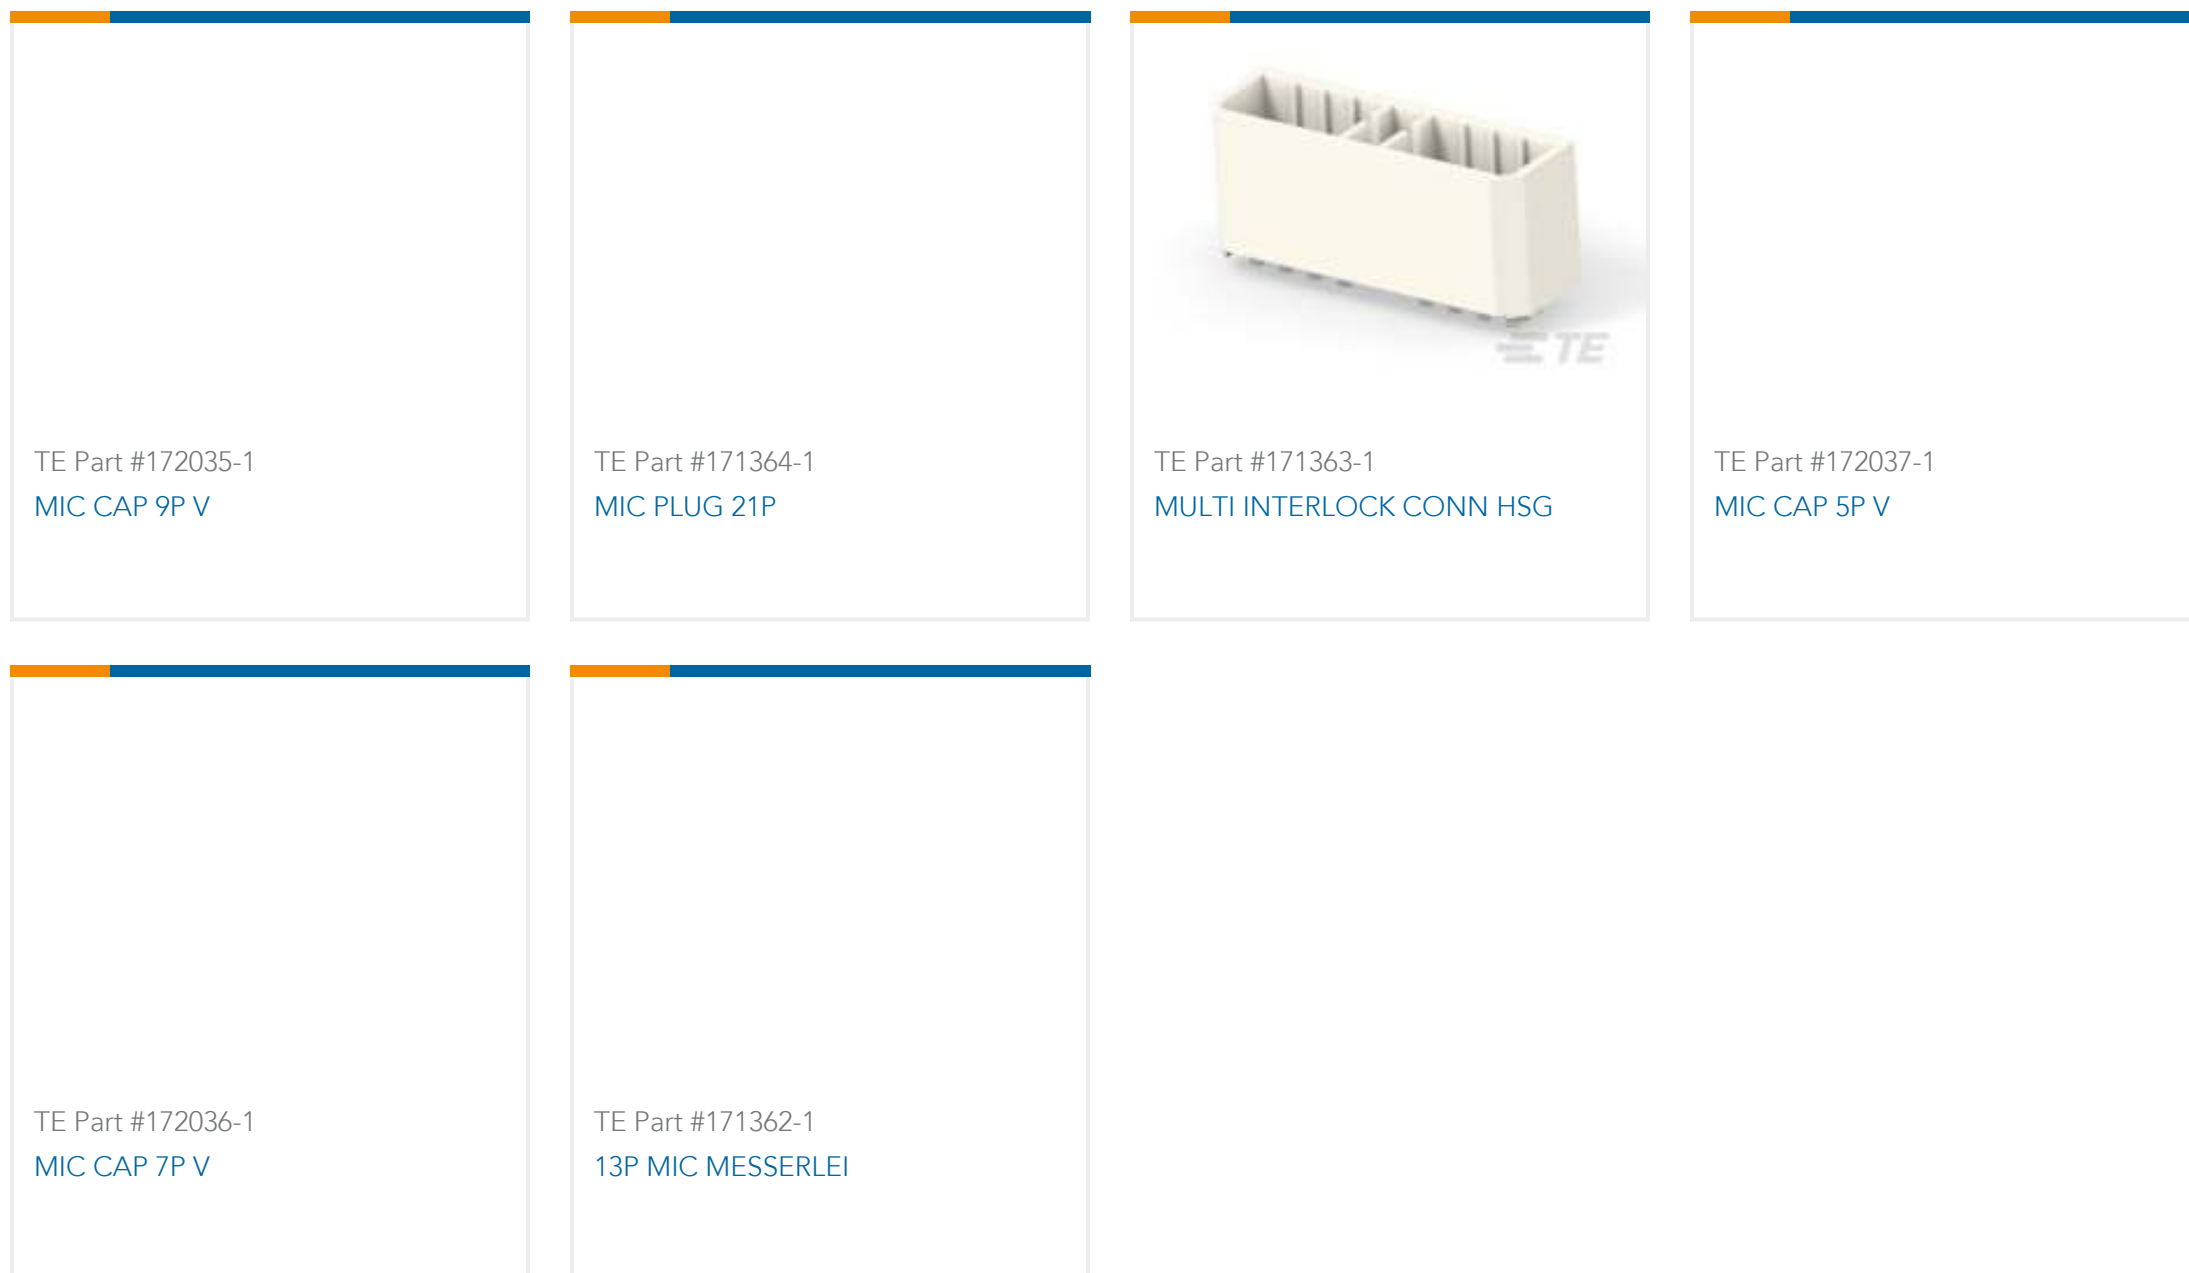 TE
TE Part #172035-1
MIC CAP 9P V
TE Part #171364-1
MIC PLUG 21P
TE Part #171363-1
MULTI INTERLOCK CONN HSG
TE Part #172037-1
MIC CAP 5P V
TE Part #172036-1
MIC CAP 7P V
TE Part #171362-1
13P MIC MESSERLEI